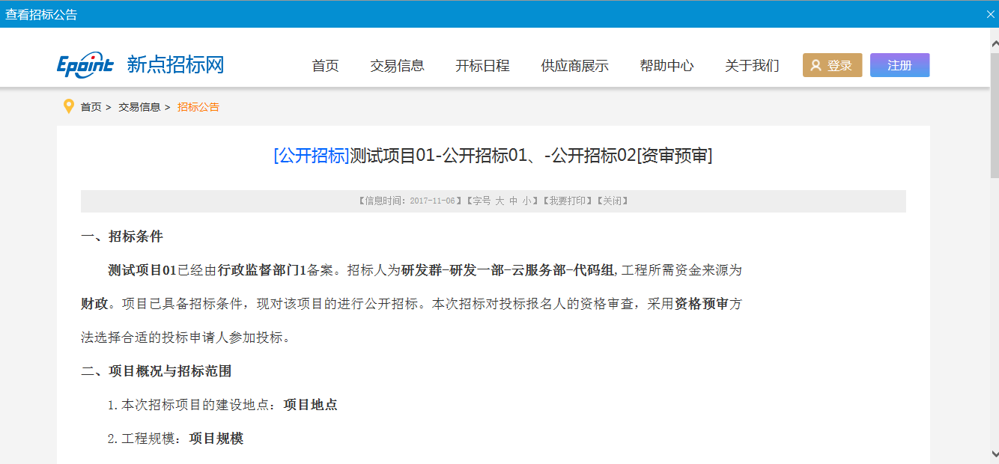 查看招标公告
Epoint 新点招标网 首页 交易信息 开标日程 供应商展示 帮助中心 关于我们 登录 注册
首页 > 交易信息 > 招标公告
[公开招标]测试项目01-公开招标01、-公开招标02[资审预审]
【信息时间：2017-11-06】【字号 大 中 小】【我要打印】【关闭】
一、招标条件
测试项目01已经由行政监督部门1备案。招标人为研发群-研发一部-云服务部-代码组,工程所需资金来源为
财政。项目已具备招标条件，现对该项目的进行公开招标。本次招标对投标报名人的资格审查，采用资格预审方
法选择合适的投标申请人参加投标。
二、项目概况与招标范围
1.本次招标项目的建设地点：项目地点
2.工程规模：项目规模